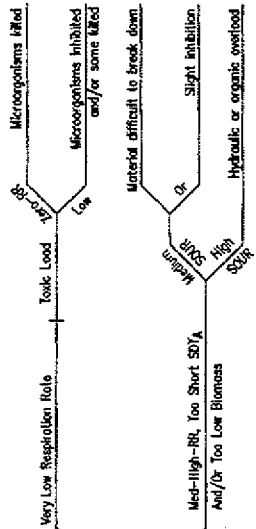 Very Low Respiration Rate
Toxic Load
Zero-RR
Microorganisms killed
Low
Microorganisms inhibited
and/or some killed
Med-High-RR, Too Short SDT_A
And/Or Too Low Biomass
Medium
SOUR
Material difficult to break down
Or
Slight inhibition
High
SOUR
Hydraulic or organic overload